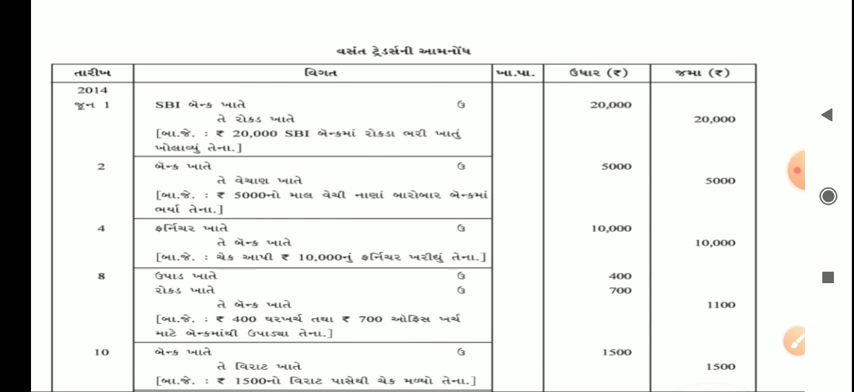 વસંત ટ્રેડર્સની આમનોંધ
તારીખ વિગત ખા.પા. ઉધાર (₹) જમા (₹)
2014
જૂન 1 SBI બૅન્ક ખાતે ઉ 20,000
તે રોકડ ખાતે 20,000
[બા.જે. : ₹ 20,000 SBI બૅન્કમાં રોકડા ભરી ખાતું
ખોલાવ્યું તેના.]
2 બૅન્ક ખાતે ઉ 5000
તે વેચાણ ખાતે 5000
[બા.જે. : ₹ 5000નો માલ વેચી નાણાં બારોબાર બૅન્કમાં
ભર્યા તેના.]
4 ફર્નિચર ખાતે ઉ 10,000
તે બૅન્ક ખાતે 10,000
[બા.જે. : ચેક આપી ₹ 10,000નું ફર્નિચર ખરીદ્યું તેના.]
8 ઉપાડ ખાતે ઉ 400
રોકડ ખાતે ઉ 700
તે બૅન્ક ખાતે 1100
[બા.જે. : ₹ 400 ઘરખર્ચ તથા ₹ 700 ઑફિસ ખર્ચ
માટે બૅન્કમાંથી ઉપાડ્યા તેના.]
10 બૅન્ક ખાતે ઉ 1500
તે વિરાટ ખાતે 1500
[બા.જે. : ₹ 1500નો વિરાટ પાસેથી ચેક મળ્યો તેના.]